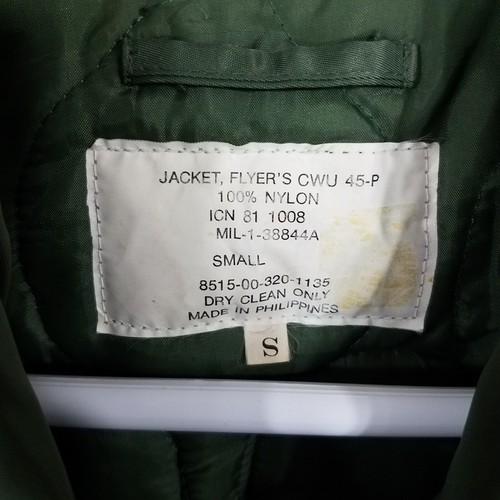 JACKET, FLYER'S CWU 45-P
100% NYLON
ICN 81 1008
MIL-1-38844A
SMALL
8515-00-320-1135
DRY CLEAN ONLY
MADE IN PHILIPPINES
S